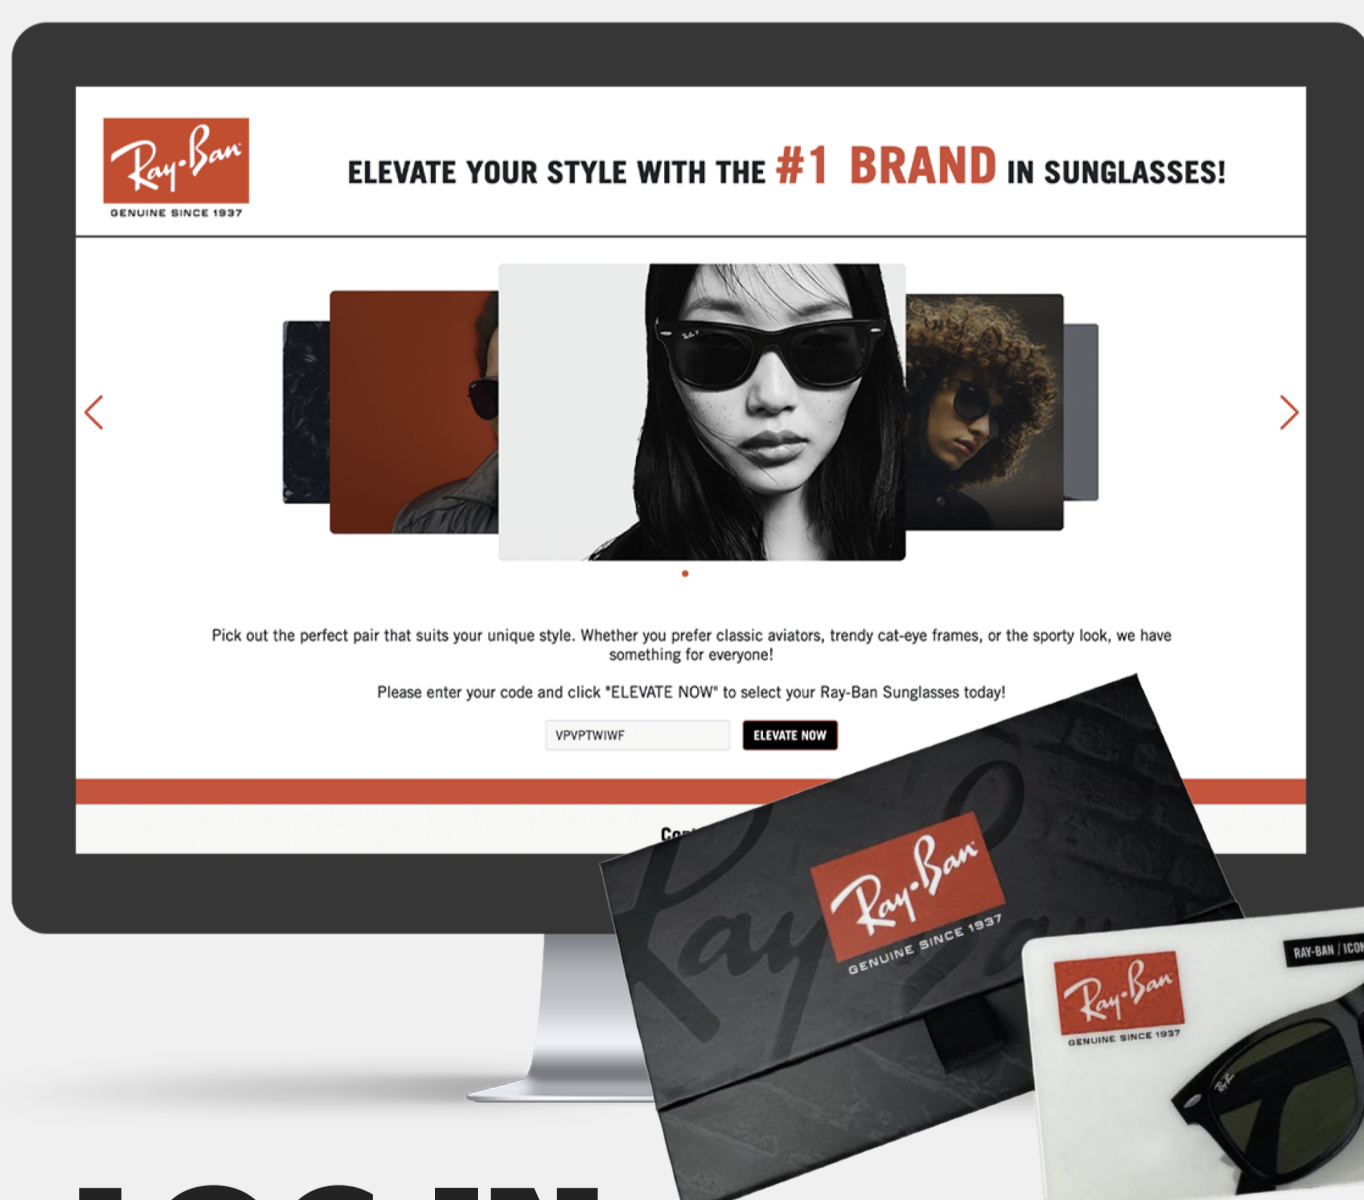 Ray-Ban
GENUINE SINCE 1937
ELEVATE YOUR STYLE WITH THE #1 BRAND IN SUNGLASSES!
Pick out the perfect pair that suits your unique style. Whether you prefer classic aviators, trendy cat-eye frames, or the sporty look, we have
something for everyone!
Please enter your code and click "ELEVATE NOW" to select your Ray-Ban Sunglasses today!
VPVPTWIWF
ELEVATE NOW
Ray-Ban
GENUINE SINCE 1937
RAY-BAN / ICON
Ray-Ban
GENUINE SINCE 1937
LOG IN